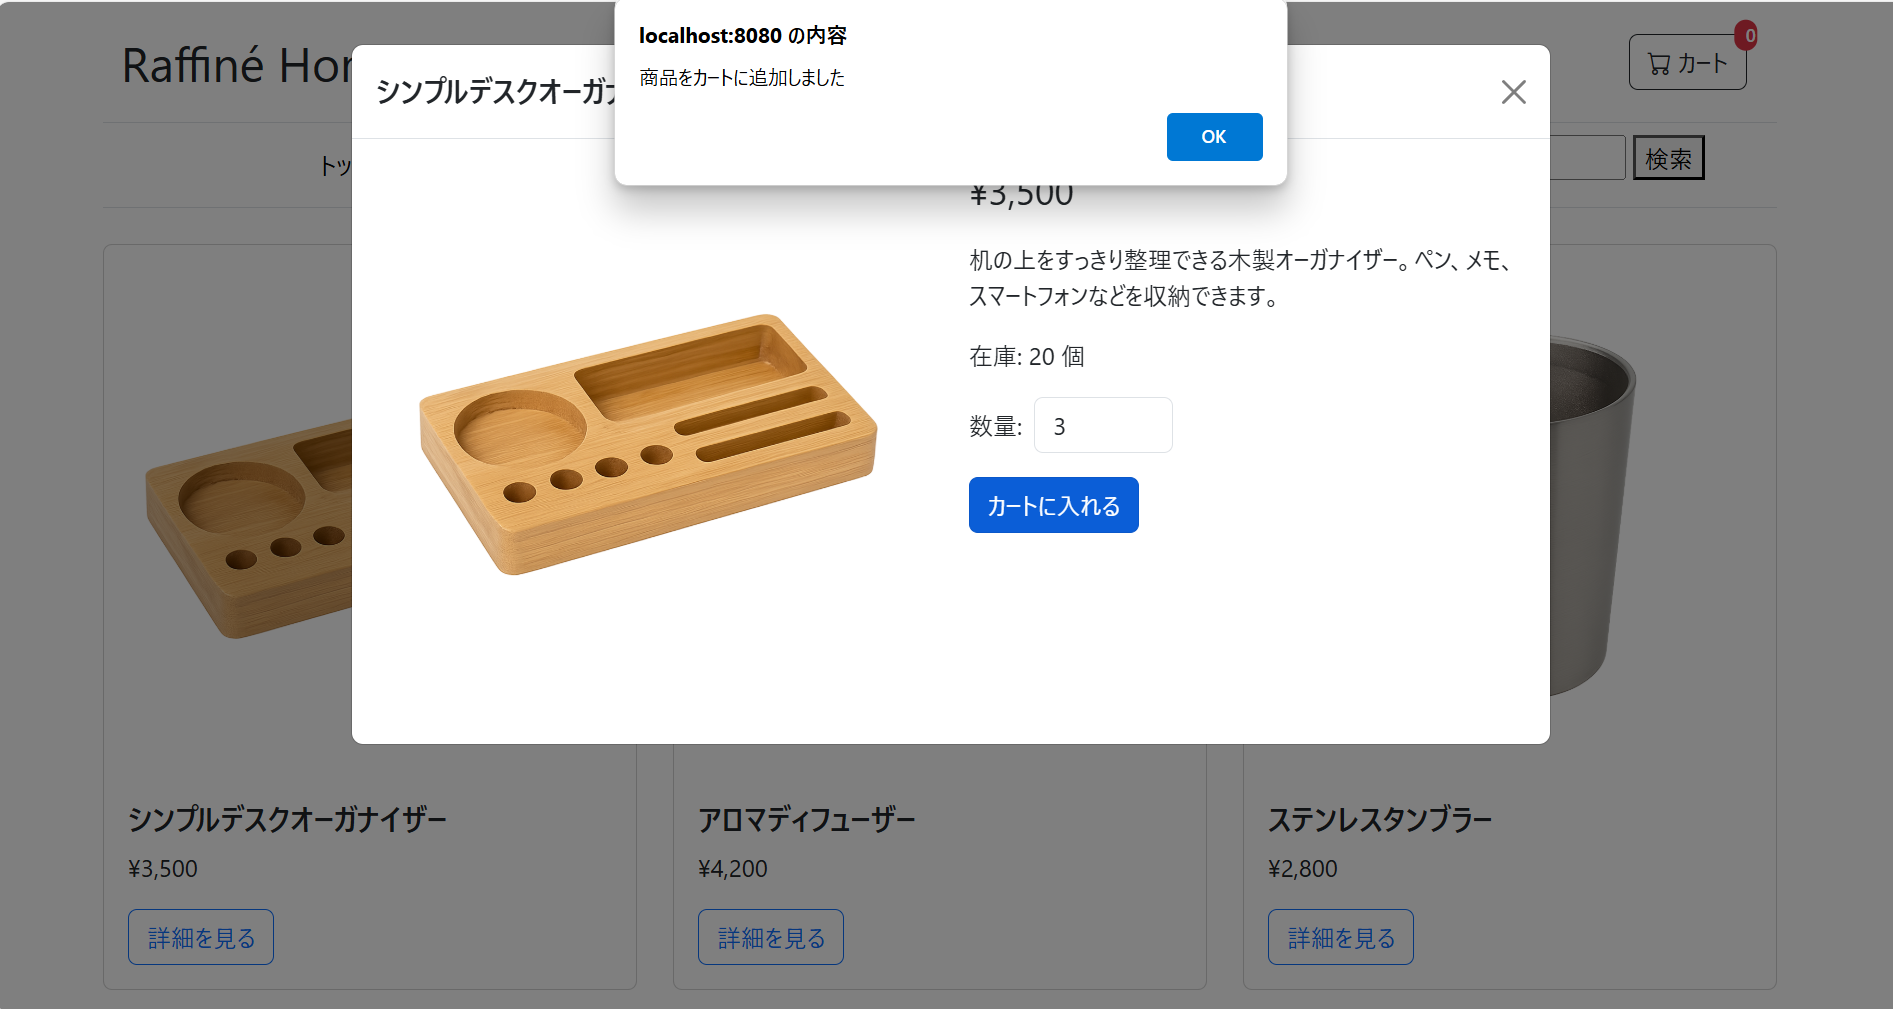 localhost:8080 の内容
商品をカートに追加しました
OK
Raffiné Hor
0
カート
シンプルデスクオーガナ
トッ
検索
¥3,500
机の上をすっきり整理できる木製オーガナイザー。ペン、メモ、
スマートフォンなどを収納できます。
在庫: 20 個
数量: 3
カートに入れる
シンプルデスクオーガナイザー
¥3,500
詳細を見る
アロマディフューザー
¥4,200
詳細を見る
ステンレスタンブラー
¥2,800
詳細を見る